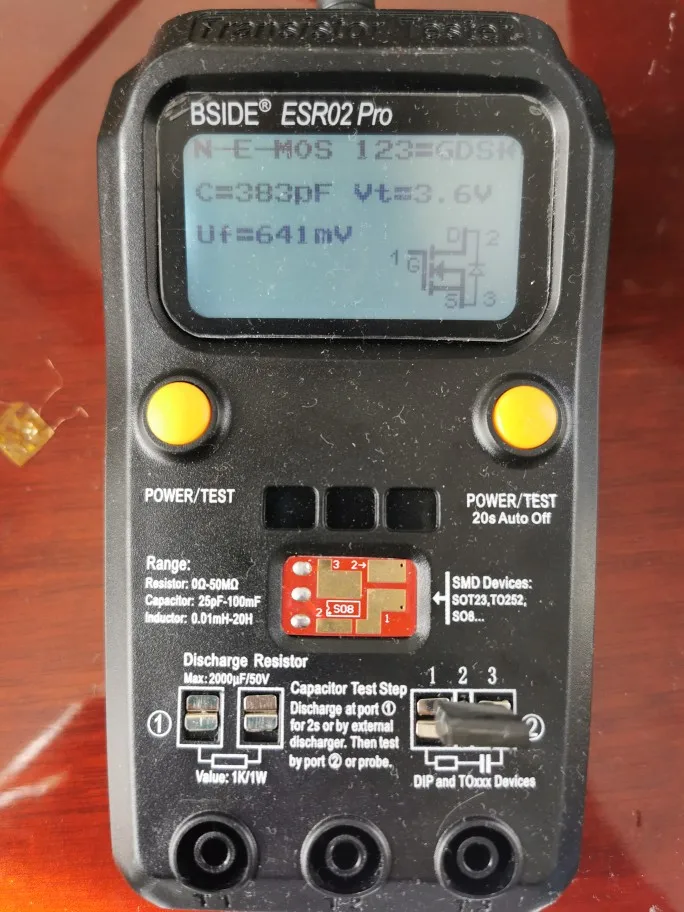 Transistor Tester
BSIDE® ESR02 Pro
N-E-MOS 123=GDS
C=383pF Vt=3.6V
Uf=641mV
D 2
1 G
S 3
POWER/TEST
POWER/TEST
20s Auto Off
Range:
Resistor: 0Ω-50MΩ
Capacitor: 25pF-100mF
Inductor: 0.01mH-20H
3 2→
2 SO8 1
SMD Devices:
SOT23,TO252,
SO8...
Discharge Resistor
Max: 2000µF/50V
①
Value: 1K/1W
Capacitor Test Step
Discharge at port ①
for 2s or by external
discharger. Then test
by port ② or probe.
1 2 3
②
DIP and TOxxx Devices